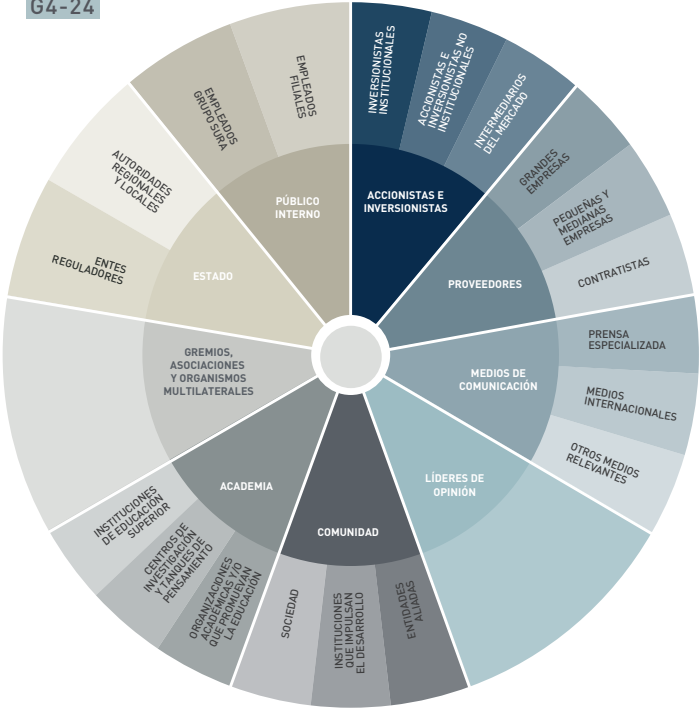 G4-24
INVERSIONISTAS
INSTITUCIONALES
ACCIONISTAS E
INVERSIONISTAS NO
INSTITUCIONALES
INTERMEDIARIOS
DEL MERCADO
ACCIONISTAS E
INVERSIONISTAS
GRANDES
EMPRESAS
PEQUEÑAS Y
MEDIANAS
EMPRESAS
CONTRATISTAS
PROVEEDORES
PRENSA
ESPECIALIZADA
MEDIOS
INTERNACIONALES
OTROS MEDIOS
RELEVANTES
MEDIOS DE
COMUNICACIÓN
LÍDERES DE
OPINIÓN
COMUNIDAD
ENTIDADES
ALIADAS
INSTITUCIONES
QUE IMPULSAN
EL DESARROLLO
SOCIEDAD
ACADEMIA
ORGANIZACIONES
ACADÉMICAS Y/O
QUE PROMUEVAN
LA EDUCACIÓN
CENTROS DE
INVESTIGACIÓN
Y TANQUES DE
PENSAMIENTO
INSTITUCIONES
DE EDUCACIÓN
SUPERIOR
GREMIOS,
ASOCIACIONES
Y ORGANISMOS
MULTILATERALES
ESTADO
ENTES
REGULADORES
AUTORIDADES
REGIONALES
Y LOCALES
PÚBLICO
INTERNO
EMPLEADOS
GRUPO SURA
EMPLEADOS
FILIALES